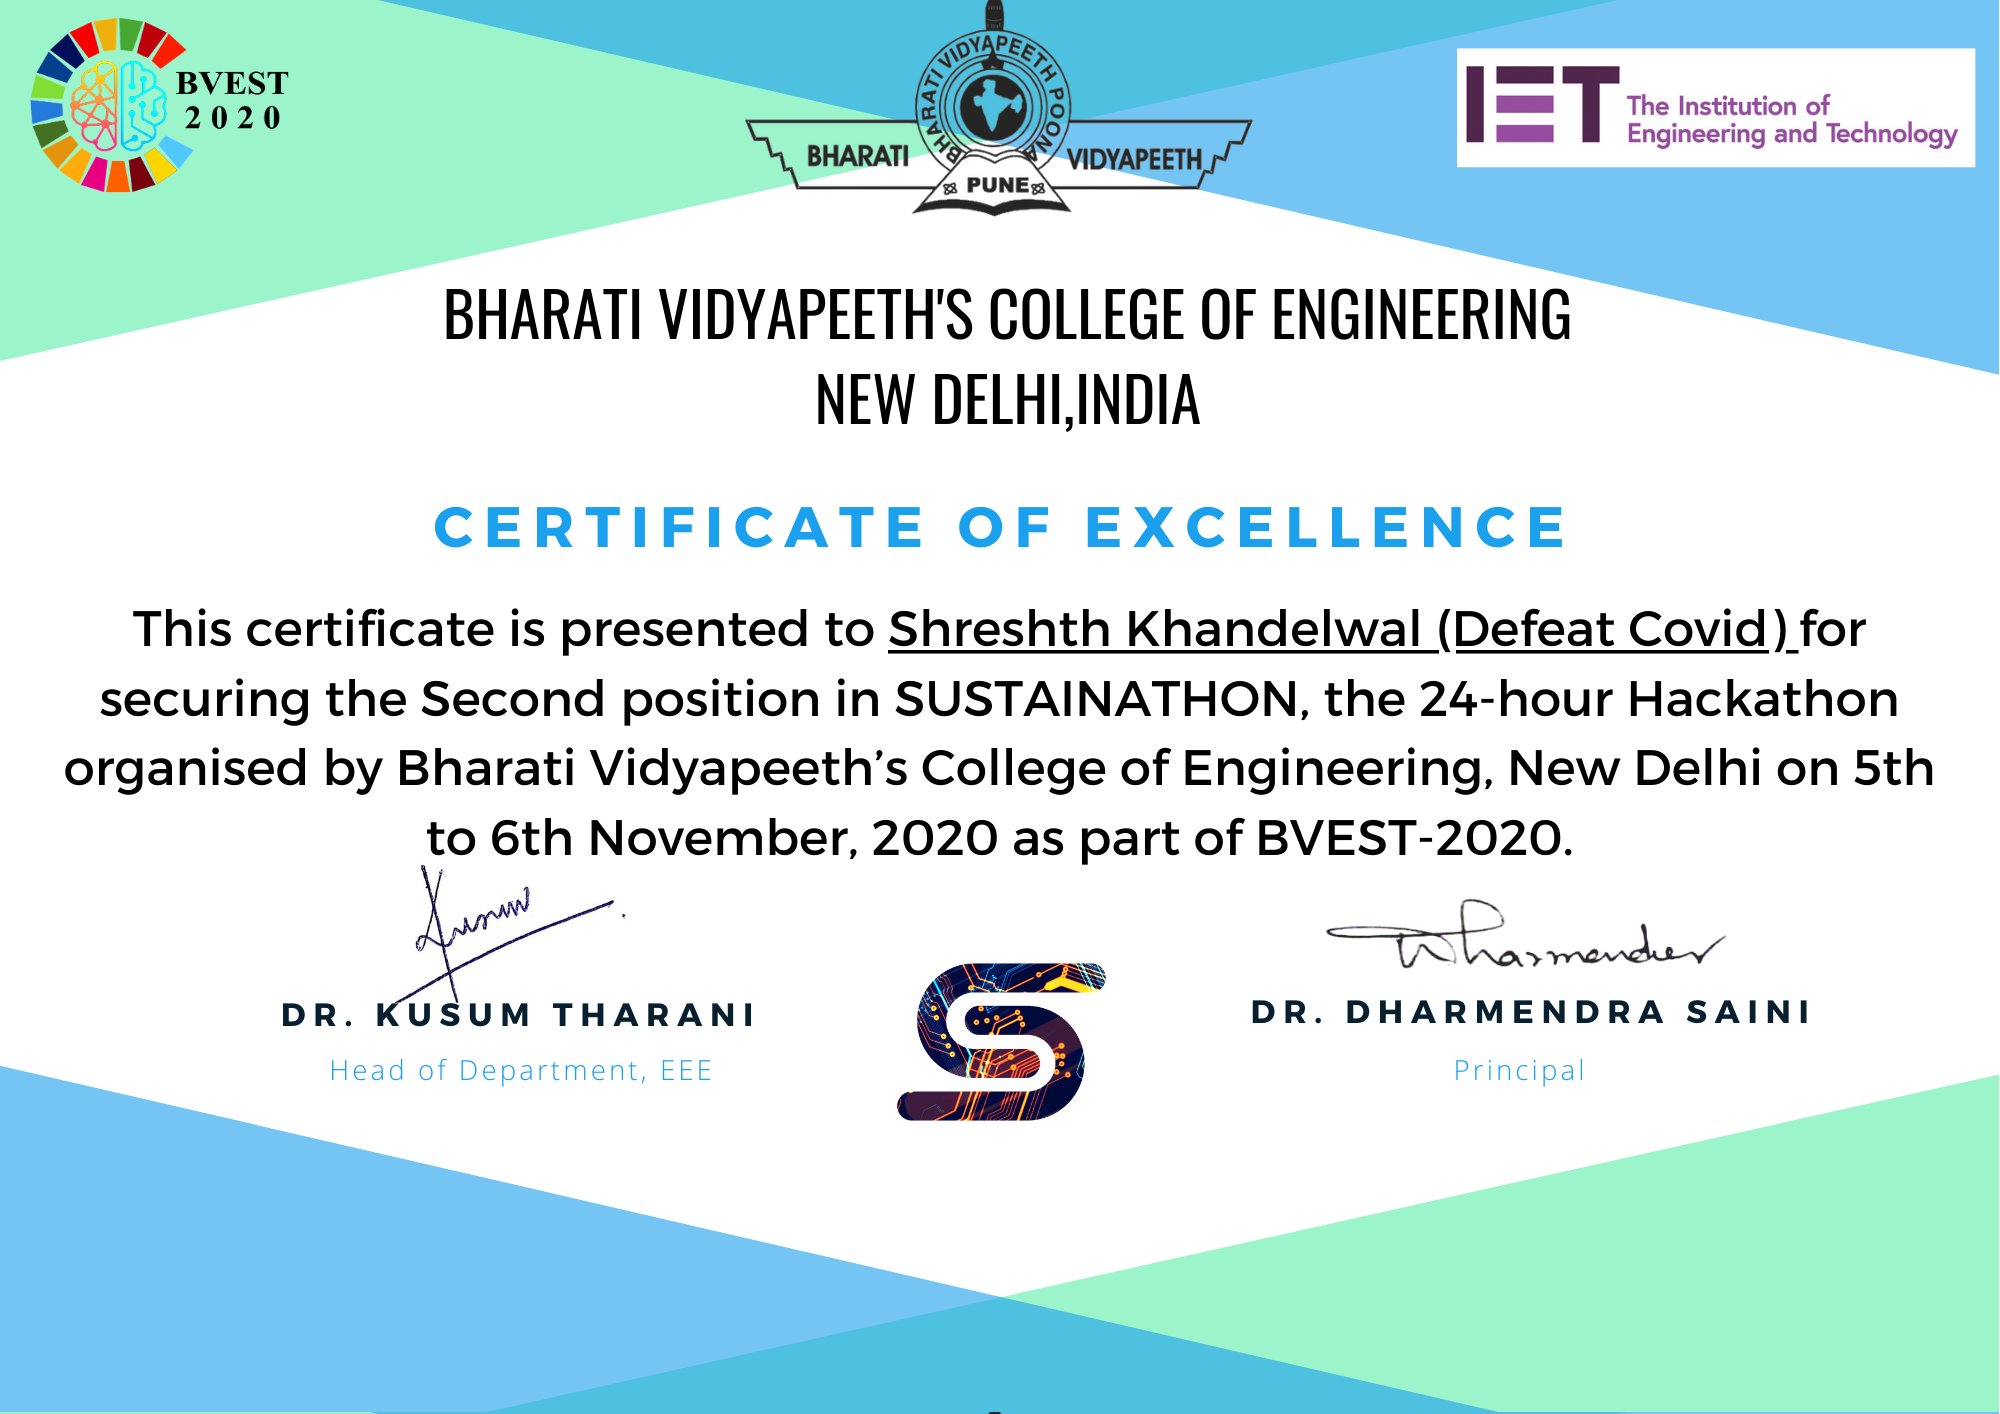 BVEST
2020
BHARATI VIDYAPEETH POONA
BHARATI
VIDYAPEETH
PUNE
IET
The Institution of
Engineering and Technology
BHARATI VIDYAPEETH'S COLLEGE OF ENGINEERING
NEW DELHI,INDIA
CERTIFICATE OF EXCELLENCE
This certificate is presented to Shreshth Khandelwal (Defeat Covid) for
securing the Second position in SUSTAINATHON, the 24-hour Hackathon
organised by Bharati Vidyapeeth’s College of Engineering, New Delhi on 5th
to 6th November, 2020 as part of BVEST-2020.
Kusum
Dharmender
DR. KUSUM THARANI
DR. DHARMENDRA SAINI
Head of Department, EEE
Principal
S